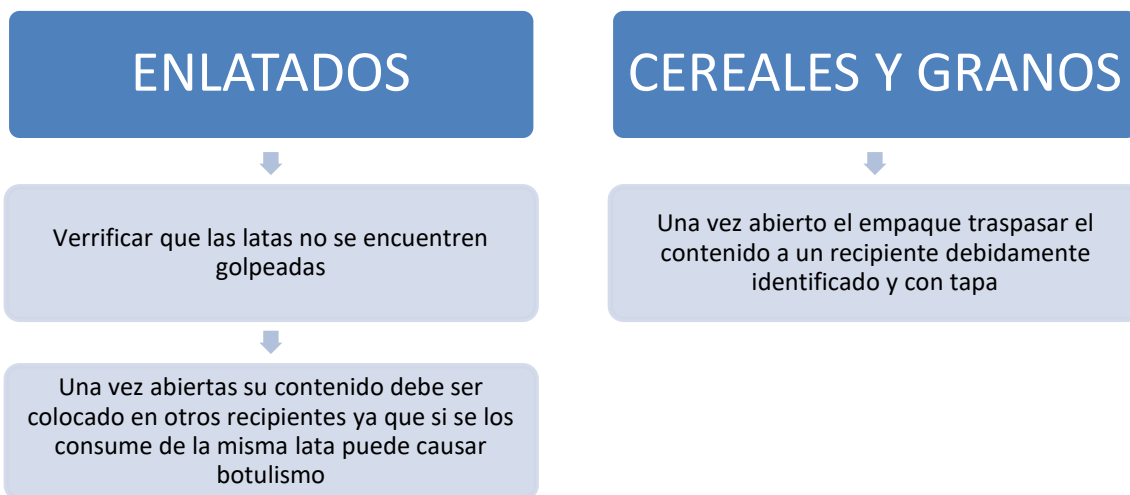 ENLATADOS
Verrificar que las latas no se encuentren
golpeadas
Una vez abiertas su contenido debe ser
colocado en otros recipientes ya que si se los
consume de la misma lata puede causar
botulismo
CEREALES Y GRANOS
Una vez abierto el empaque traspasar el
contenido a un recipiente debidamente
identificado y con tapa